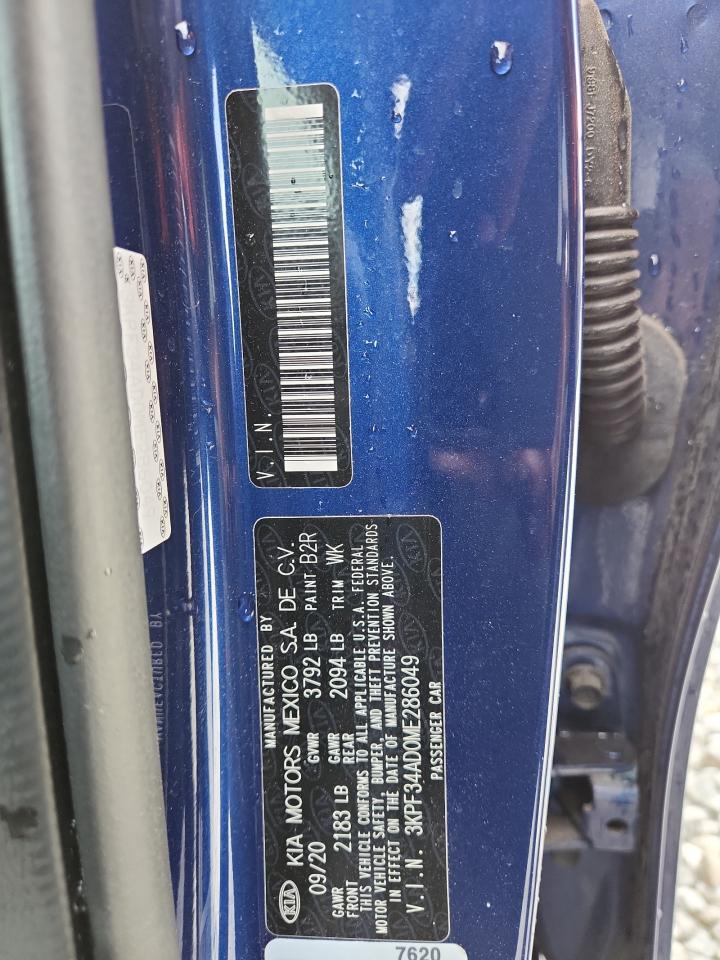 V.I.N.
KIA
MANUFACTURED BY
KIA MOTORS MEXICO S.A. DE C.V.
09/20 GVWR 3792 LB PAINT B2R
GAWR FRONT 2183 LB GAWR REAR 2094 LB TRIM WK
THIS VEHICLE CONFORMS TO ALL APPLICABLE U.S.A. FEDERAL
MOTOR VEHICLE SAFETY, BUMPER, AND THEFT PREVENTION STANDARDS
IN EFFECT ON THE DATE OF MANUFACTURE SHOWN ABOVE.
V.I.N. 3KPF34AD0ME286049
PASSENGER CAR
7620